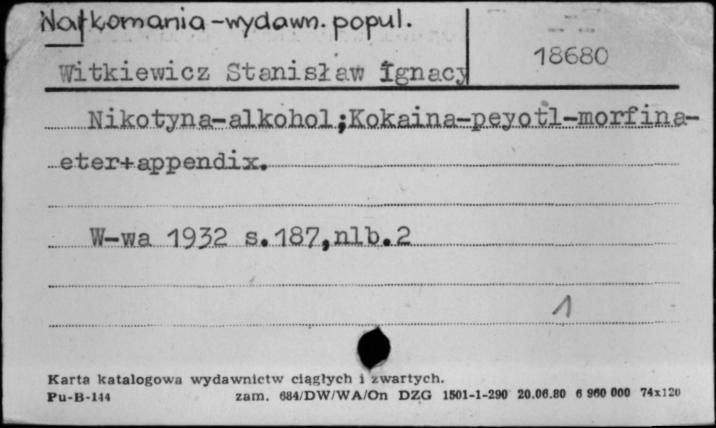 Narkomania-wydawn. popul.
18680
Witkiewicz Stanisław Ignacy
Nikotyna-alkohol;Kokaina-peyotl-morfina-
eter+appendix.
W-wa 1932 s.187,nlb.2
1
Karta katalogowa wydawnictw ciągłych i zwartych.
Pu-B-144 zam. 684/DW/WA/On DZG 1501-1-290 20.06.80 6 960 000 74x120